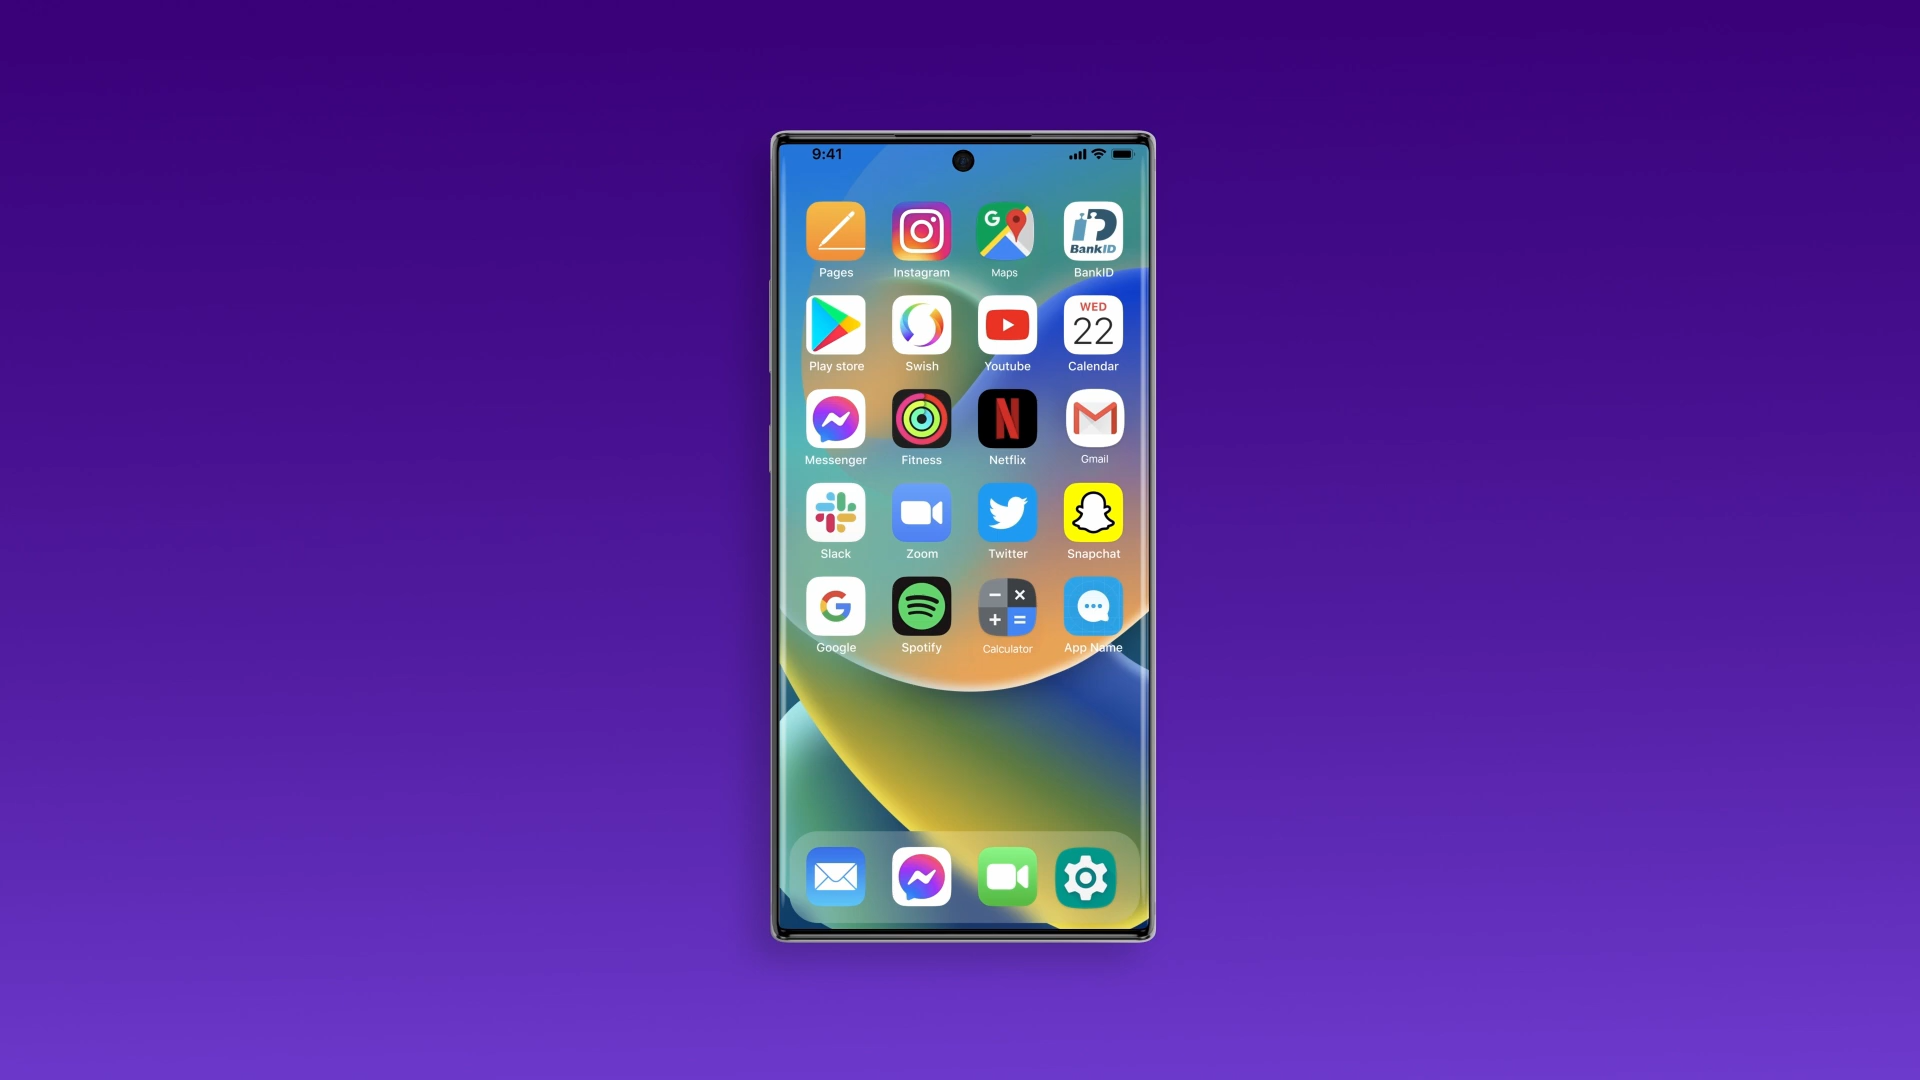 9:41
G
BankID
Pages
Instagram
Maps
BankID
WED
22
Play store
Swish
Youtube
Calendar
N
Messenger
Fitness
Netflix
Gmail
Slack
Zoom
Twitter
Snapchat
G
− ×
+ =
Google
Spotify
Calculator
App Name